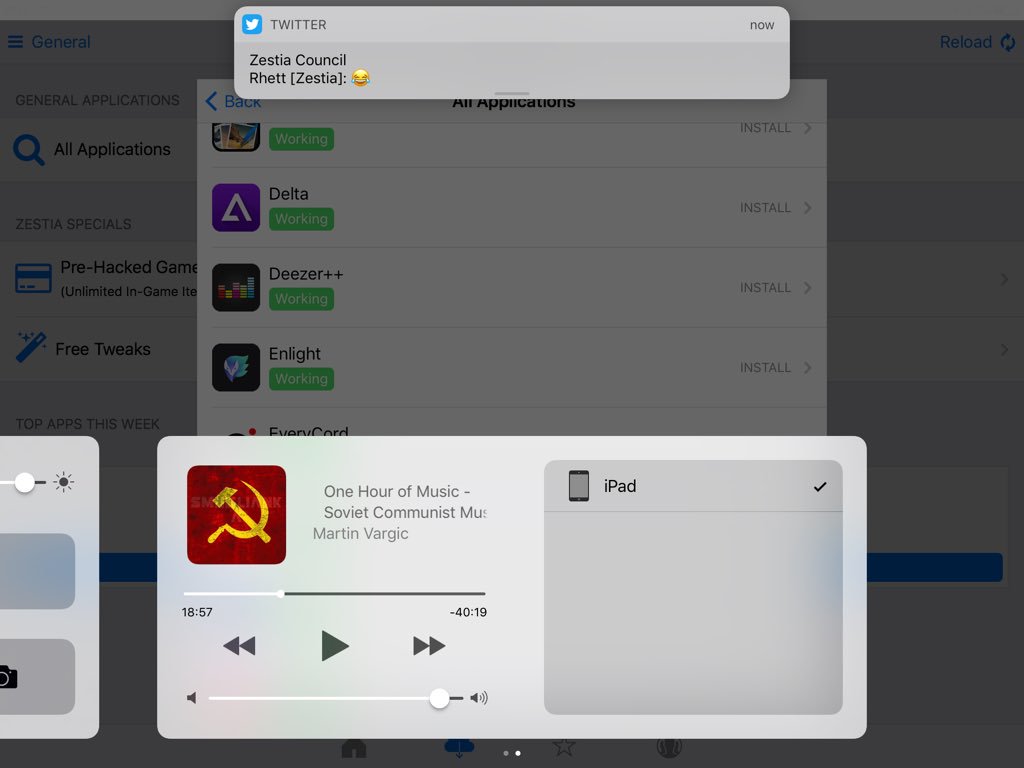 TWITTER
now
Zestia Council
Rhett [Zestia]: 😂
General
Reload
Back
All Applications
GENERAL APPLICATIONS
All Applications
ZESTIA SPECIALS
Pre-Hacked Game
(Unlimited In-Game Ite
Free Tweaks
TOP APPS THIS WEEK
Working
INSTALL
Delta
Working
INSTALL
Deezer++
Working
INSTALL
Enlight
Working
INSTALL
EveryCord
One Hour of Music -
Soviet Communist Mus
Martin Vargic
18:57
-40:19
iPad